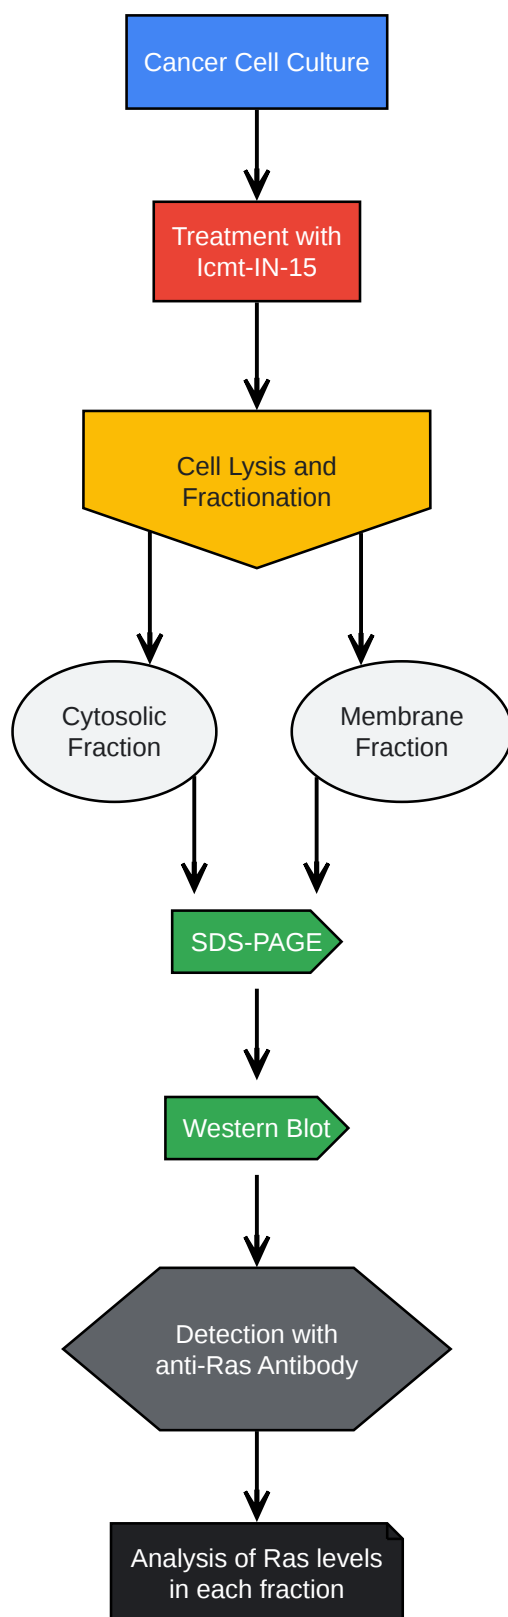 Cancer Cell Culture
Treatment with
Icmt-IN-15
Cell Lysis and
Fractionation
Cytosolic
Fraction
Membrane
Fraction
SDS-PAGE
Western Blot
Detection with
anti-Ras Antibody
Analysis of Ras levels
in each fraction